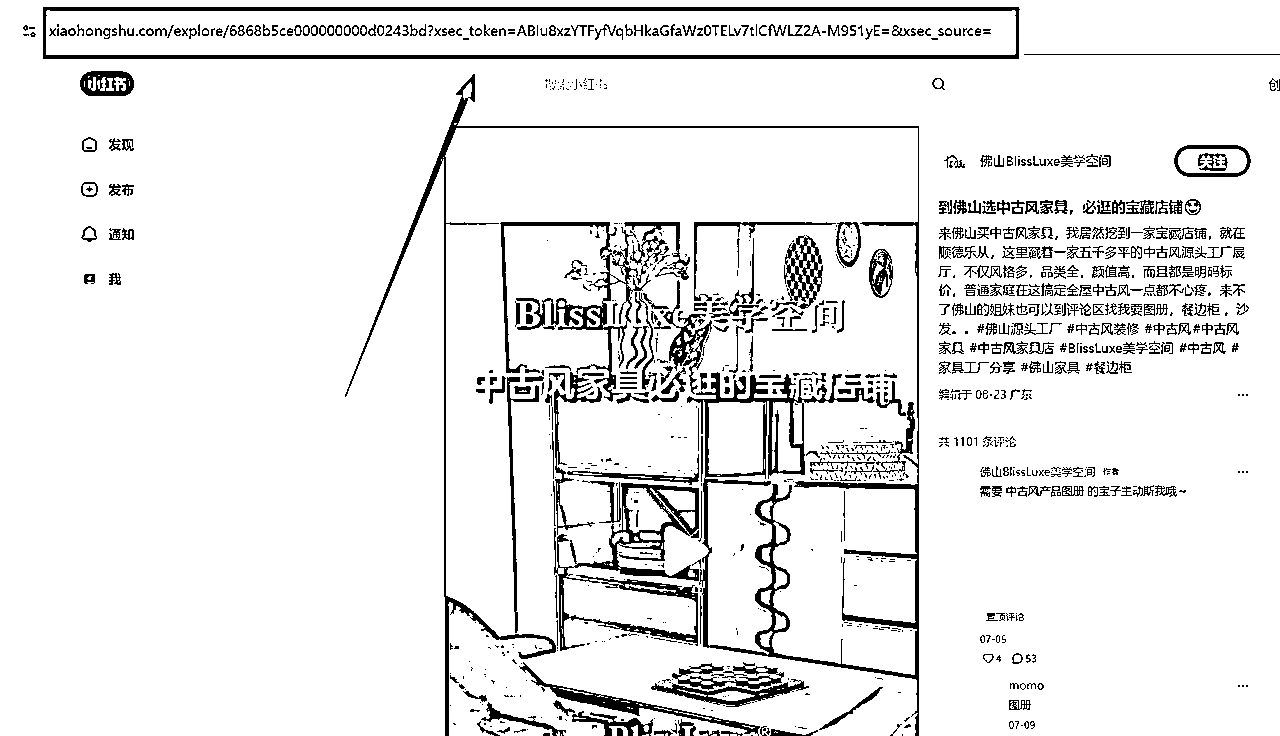 xiaohongshu.com/explore/6868b5ce000000000d0243bd?xsec_token=ABIu8xzYTFyfVqbHkaGfaWz0TELv7tlCfWLZ2A-M951yE=&xsec_source=
小红书
搜索小红书
创
发现
发布
通知
我
BlissLuxe美学空间
中古风家具必逛的宝藏店铺
佛山BlissLuxe美学空间
关注
到佛山选中古风家具，必逛的宝藏店铺
来佛山买中古风家具，我居然挖到一家宝藏店铺，就在
顺德乐从，这里藏着一家五千多平的中古风源头工厂展
厅，不仅风格多，品类全，颜值高，而且都是明码标
价，普通家庭在这搞定全屋中古风一点都不心疼。来不
了佛山的姐妹也可以到评论区找我要图册，餐边柜，沙
发。。#佛山源头工厂 #中古风装修 #中古风#中古风
家具 #中古风家具店 #BlissLuxe美学空间 #中古风 #
家具工厂分享 #佛山家具 #餐边柜
编辑于 08-23 广东
共 1101 条评论
佛山BlissLuxe美学空间 作者
需要 中古风产品图册 的宝子主动斯我哦~
置顶评论
07-05
4 53
momo
图册
07-09